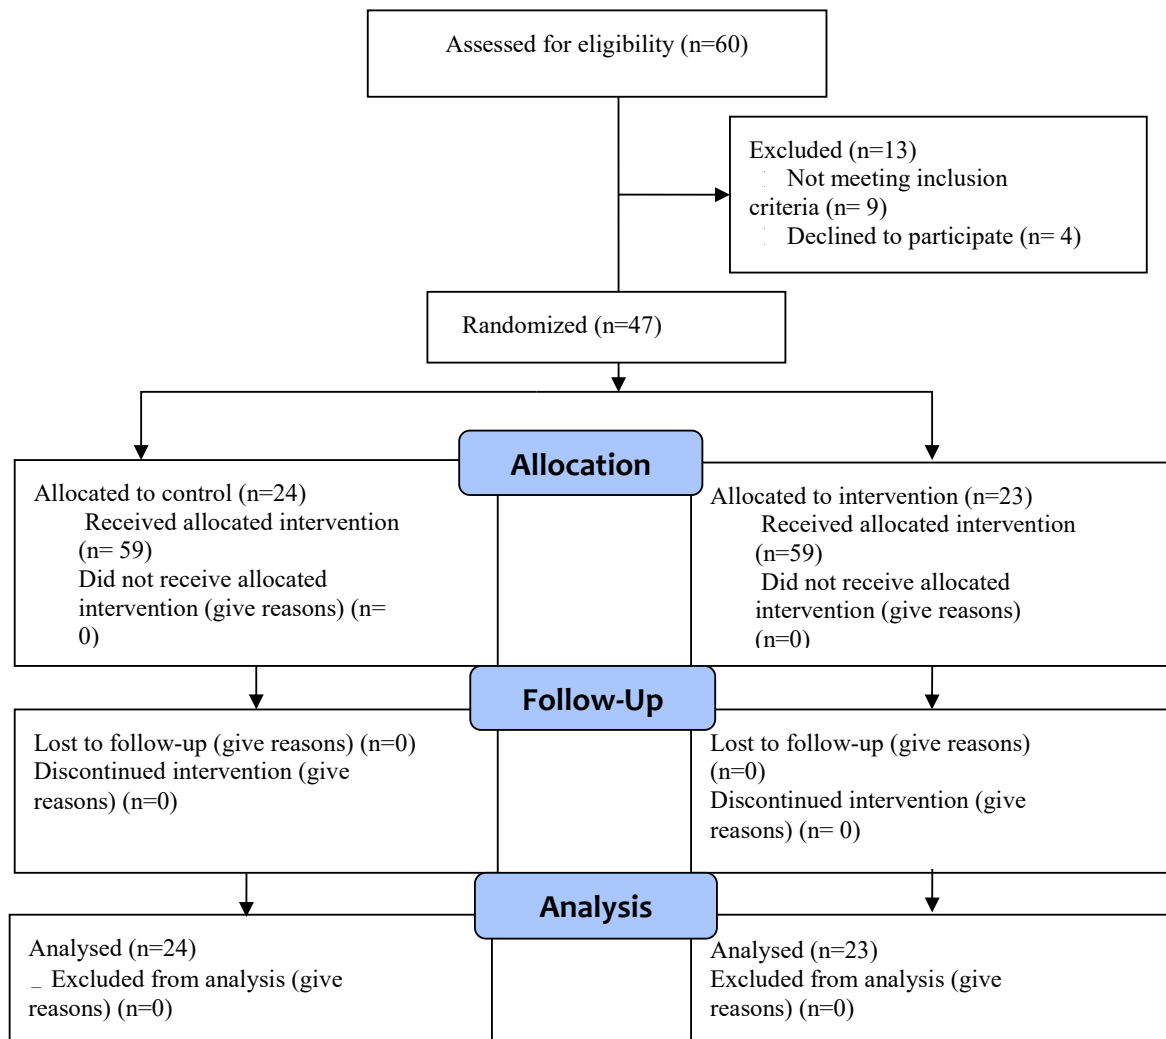 Assessed for eligibility (n=60)
Excluded (n=13)
Not meeting inclusion
criteria (n= 9)
Declined to participate (n= 4)
Randomized (n=47)
Allocation
Allocated to control (n=24)
Received allocated intervention
(n= 59)
Did not receive allocated
intervention (give reasons) (n=
0)
Allocated to intervention (n=23)
Received allocated intervention
(n=59)
Did not receive allocated
intervention (give reasons)
(n=0)
Follow-Up
Lost to follow-up (give reasons) (n=0)
Discontinued intervention (give
reasons) (n=0)
Lost to follow-up (give reasons)
(n=0)
Discontinued intervention (give
reasons) (n= 0)
Analysis
Analysed (n=24)
Excluded from analysis (give
reasons) (n=0)
Analysed (n=23)
Excluded from analysis (give
reasons) (n=0)